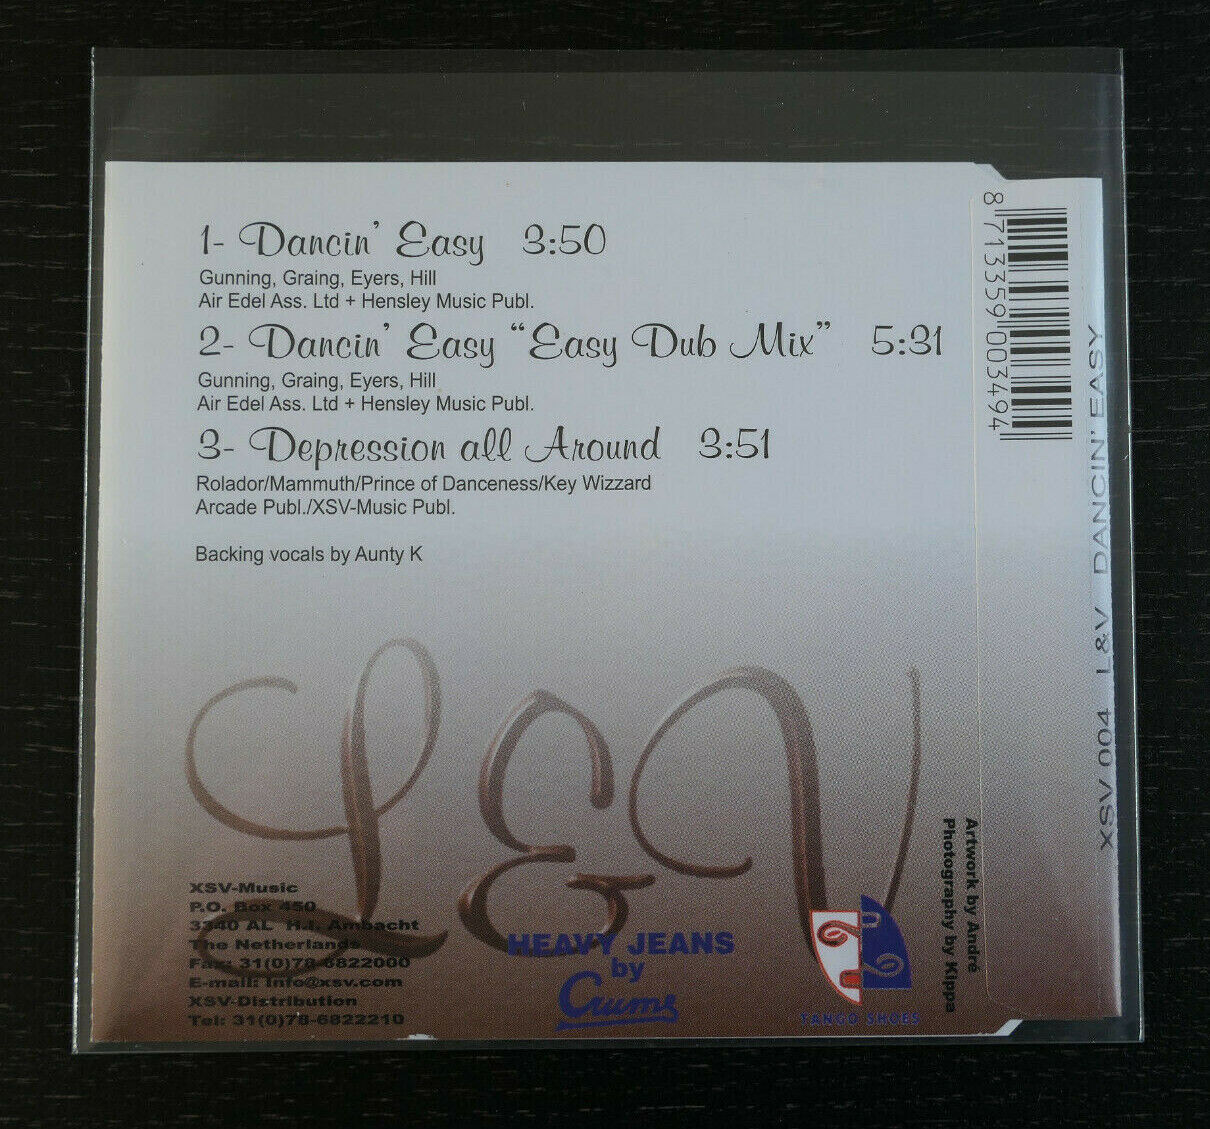 1- Dancin' Easy 3:50
Gunning, Graing, Eyers, Hill
Air Edel Ass. Ltd + Hensley Music Publ.
2- Dancin' Easy "Easy Dub Mix" 5:31
Gunning, Graing, Eyers, Hill
Air Edel Ass. Ltd + Hensley Music Publ.
3- Depression all Around 3:51
Rolador/Mammuth/Prince of Danceness/Key Wizzard
Arcade Publ./XSV-Music Publ.
Backing vocals by Aunty K
L&V
XSV-Music
P.O. Box 450
3340 AL H.I. Ambacht
The Netherlands
Fax: 31(0)78-6822000
E-mail: Info@xsv.com
XSV-Distribution
Tel: 31(0)78-6822210
HEAVY JEANS
by
TANGO SHOES
Artwork by André
Photography by Kippa
8 713359 003494
XSV 004 L&V DANCIN' EASY